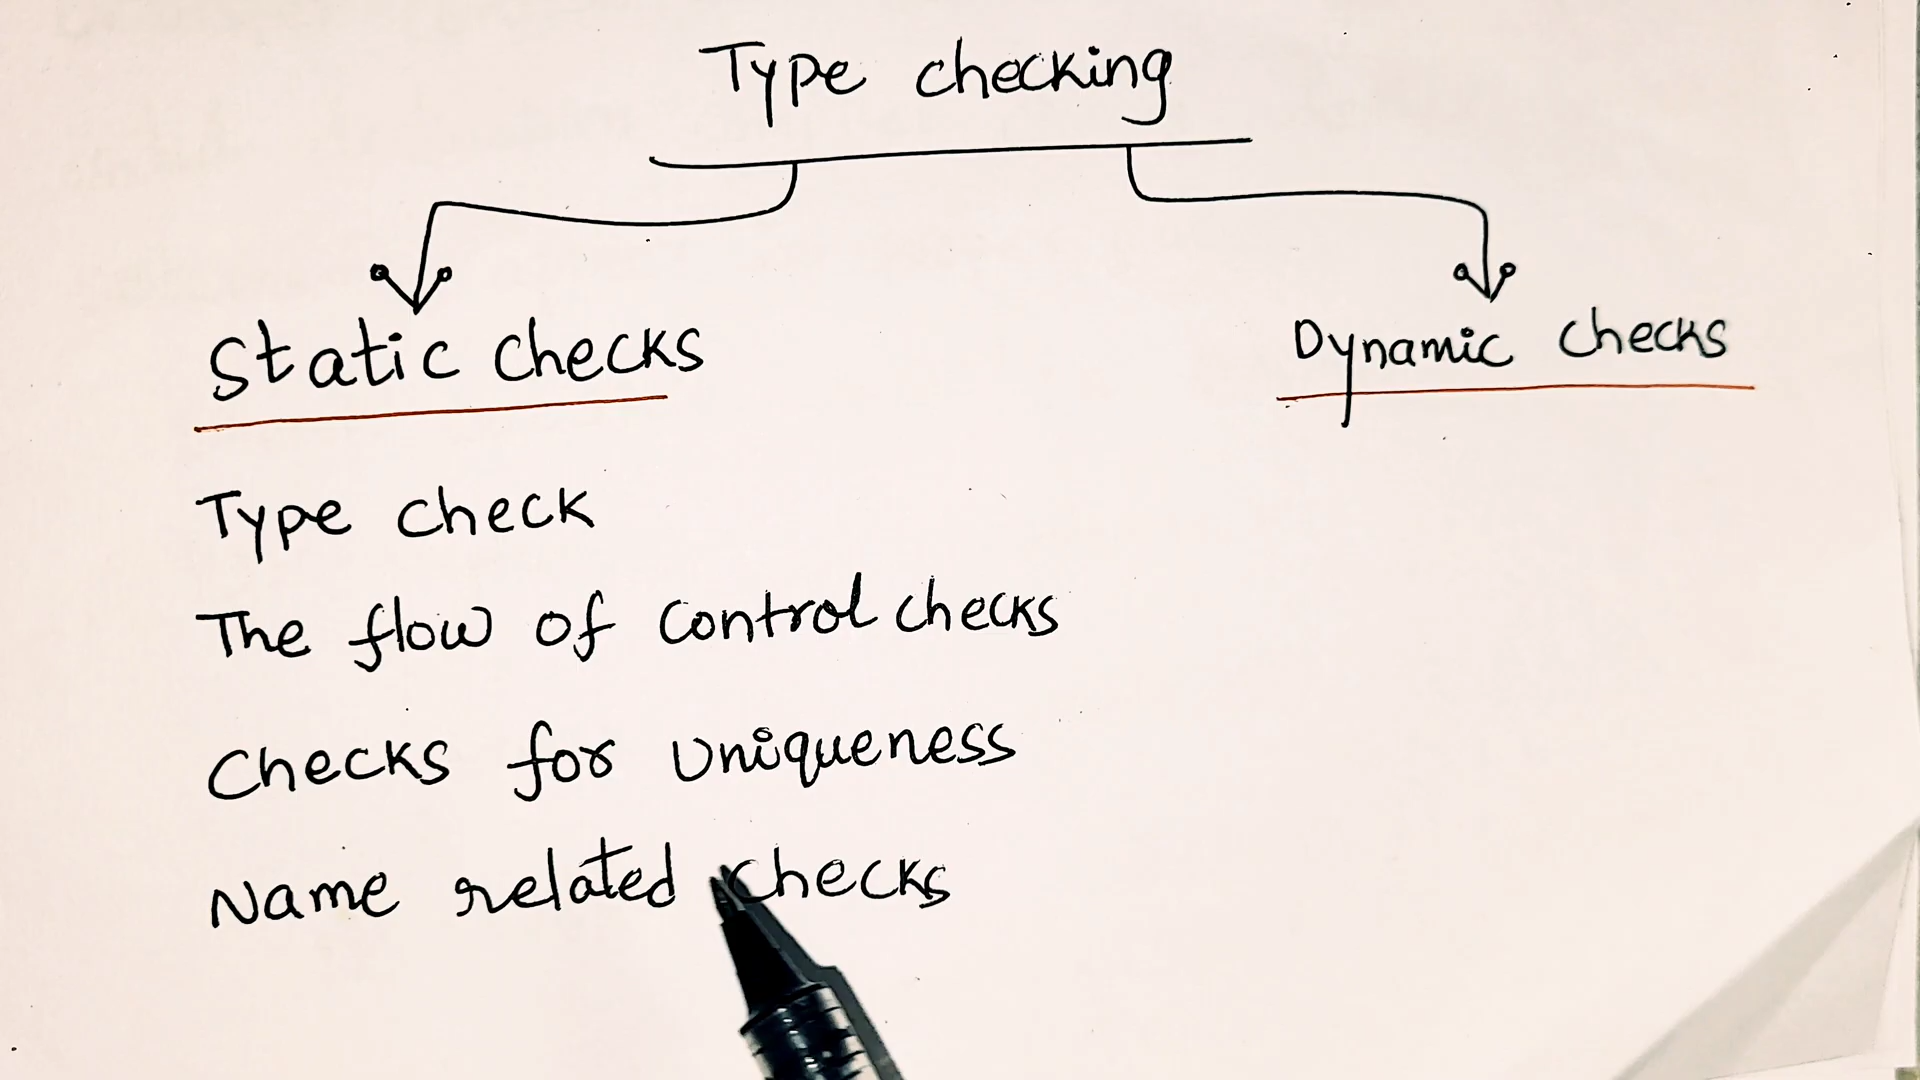 Type checking
Static checks
Dynamic checks
Type check
The flow of control checks
Checks for Uniqueness
Name related checks